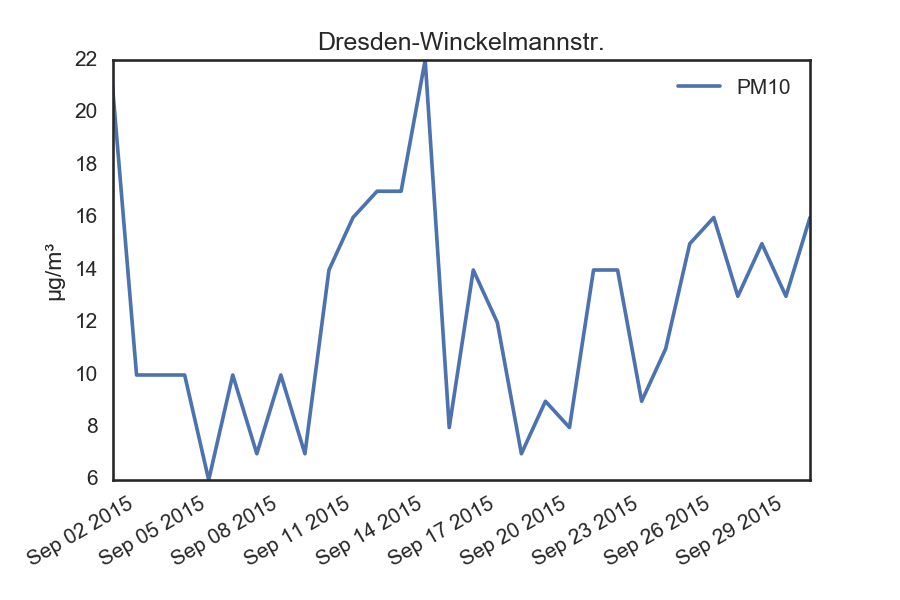 Dresden-Winckelmannstr.
PM10
µg/m³
22
20
18
16
14
12
10
8
6
Sep 02 2015
Sep 05 2015
Sep 08 2015
Sep 11 2015
Sep 14 2015
Sep 17 2015
Sep 20 2015
Sep 23 2015
Sep 26 2015
Sep 29 2015